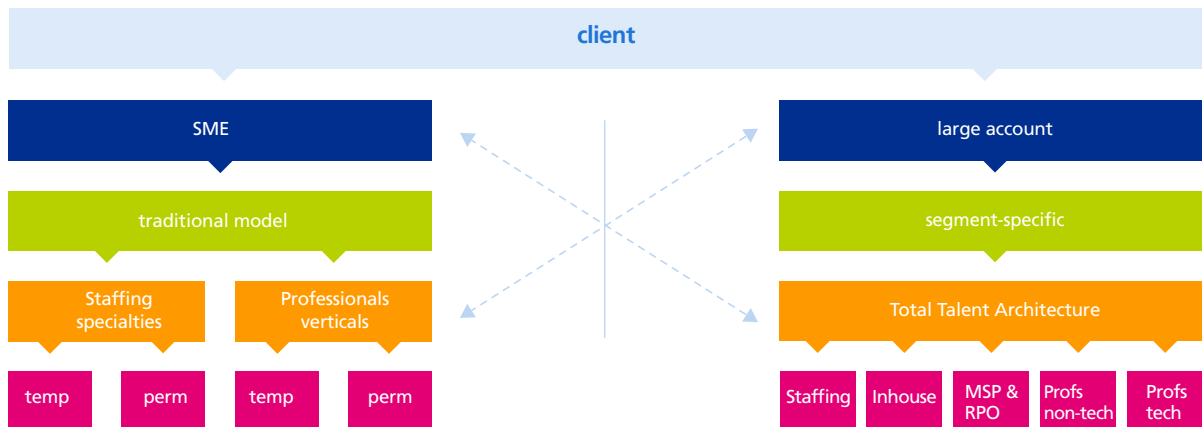 client
SME
large account
traditional model
segment-specific
Staffing
specialties
Professionals
verticals
Total Talent Architecture
temp
perm
temp
perm
Staffing
Inhouse
MSP &
RPO
Profs
non-tech
Profs
tech